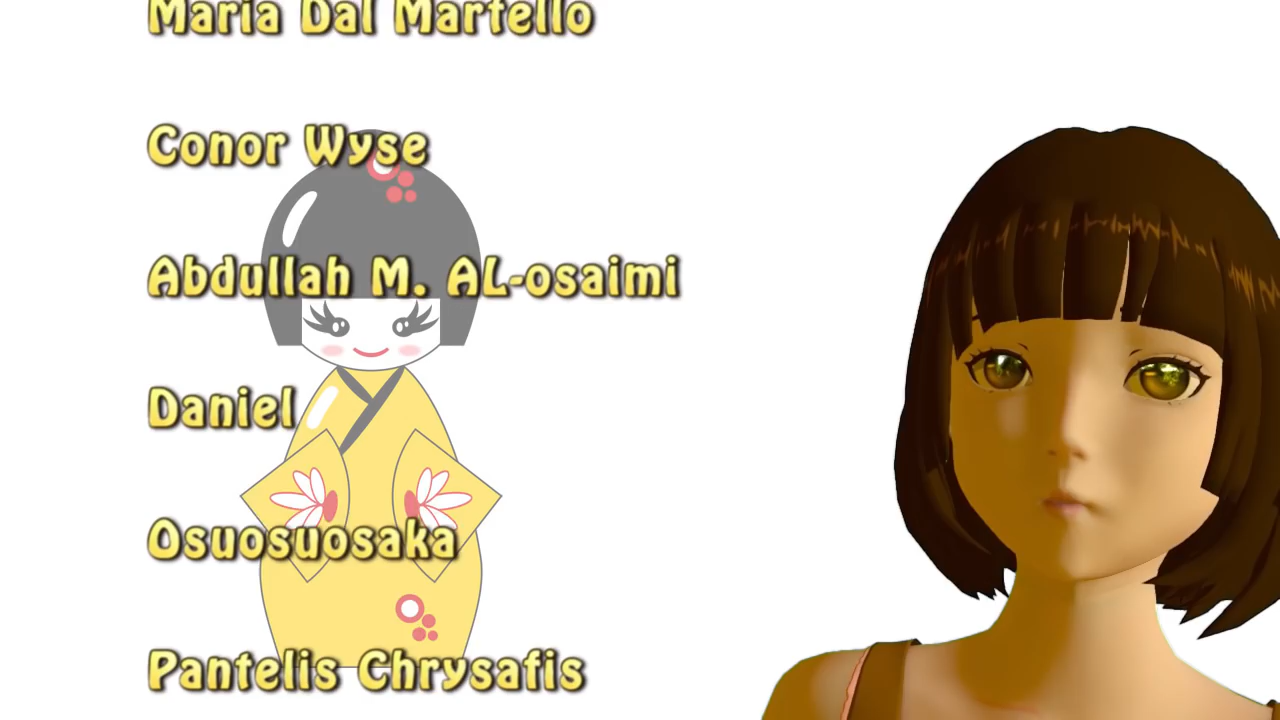 Maria Dal Martello
Conor Wyse
Abdullah M. AL-osaimi
Daniel
Osuosuosaka
Pantelis Chrysafis